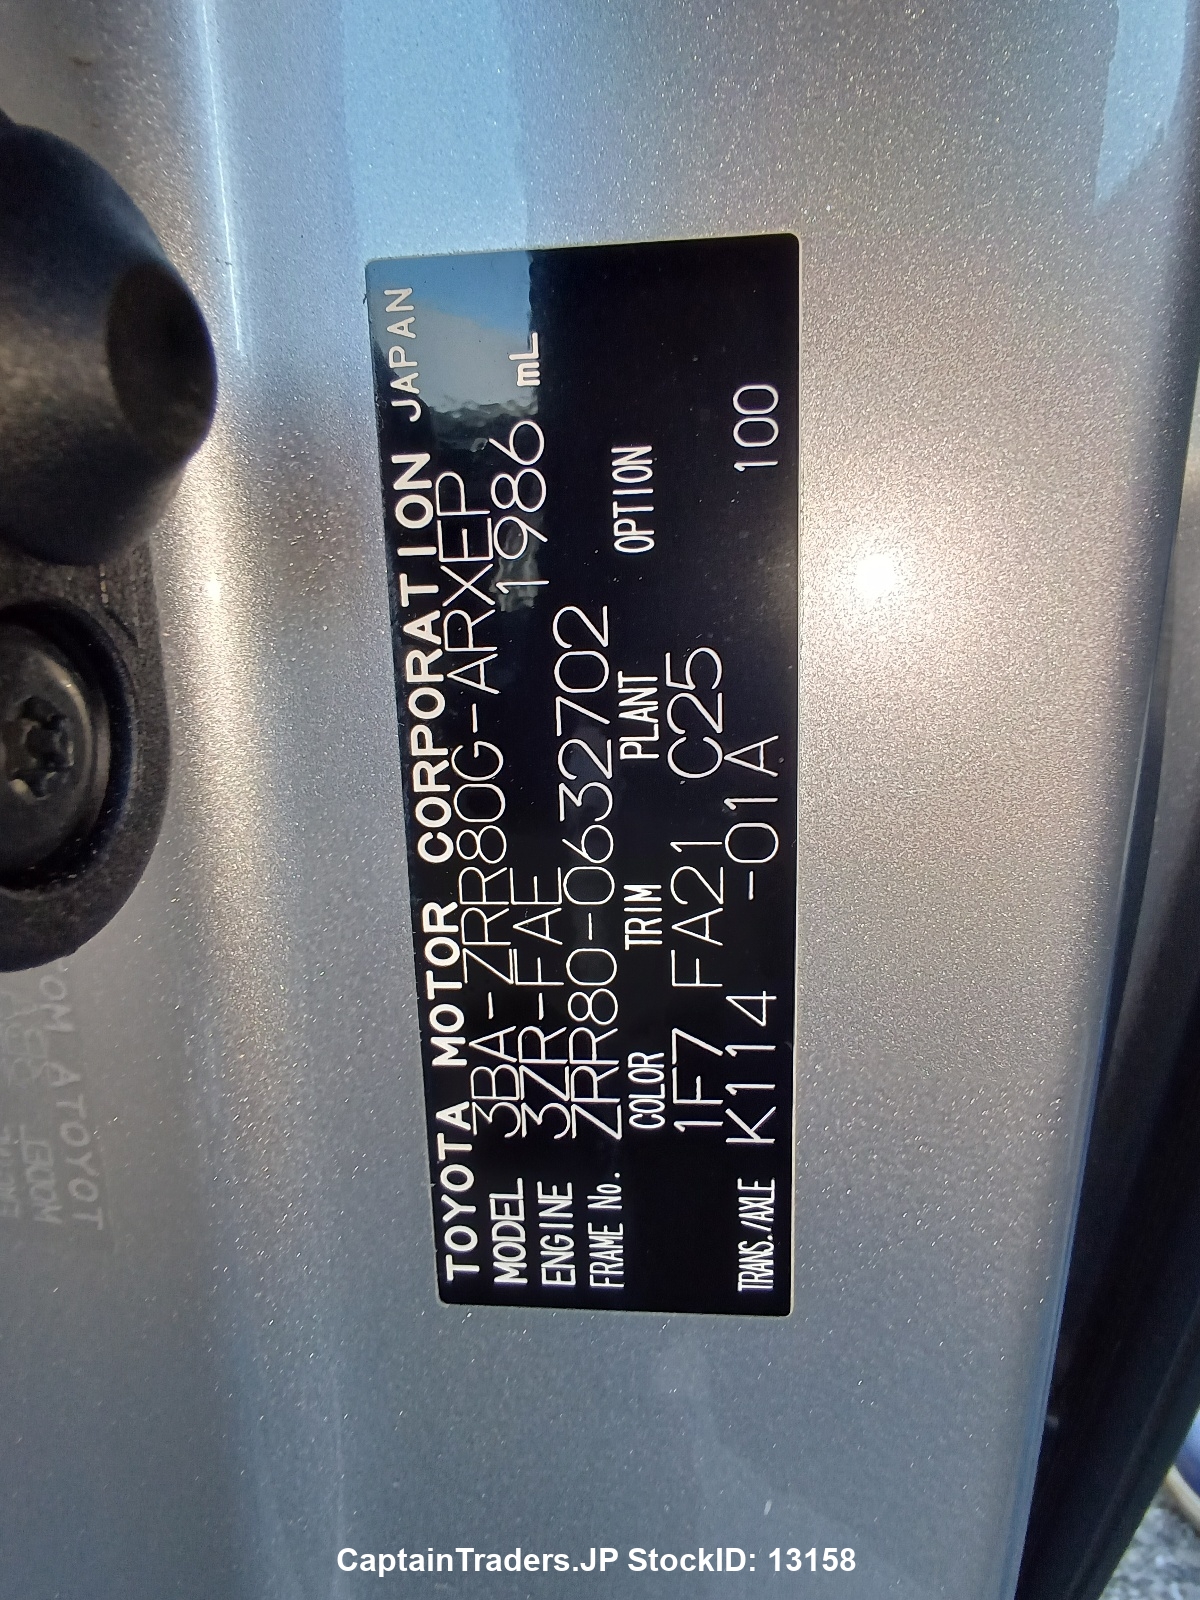 TOYOTA MOTOR CORPORATION JAPAN
MODEL 3BA-ZRR80G-ARXEP
ENGINE 3ZR-FAE 1986 mL
FRAME No. ZRR80-0632702
COLOR TRIM PLANT OPTION
1F7 FA21 C25
TRANS./AXLE K114 -01A 100
CaptainTraders.JP StockID: 13158